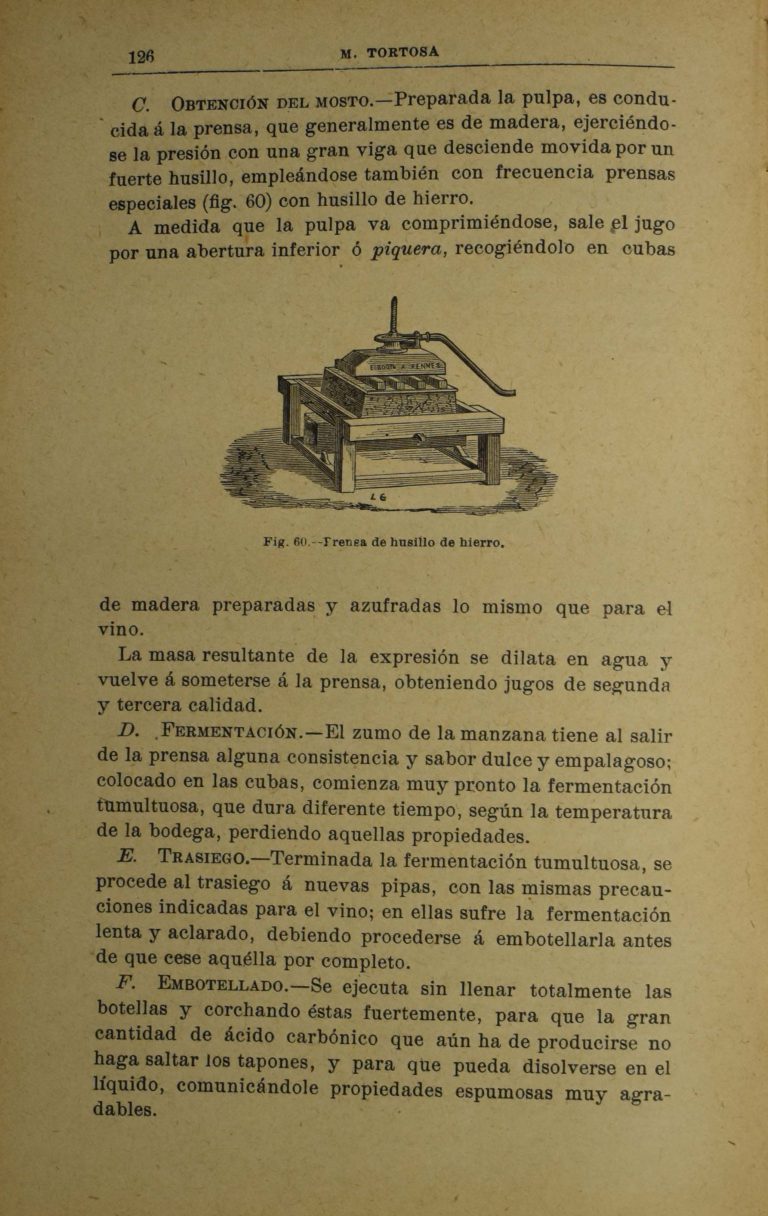 126
M. TORTOSA
C. OBTENCIÓN DEL MOSTO.—Preparada la pulpa, es condu-
cida á la prensa, que generalmente es de madera, ejerciéndo-
se la presión con una gran viga que desciende movida por un
fuerte husillo, empleándose también con frecuencia prensas
especiales (fig. 60) con husillo de hierro.
A medida que la pulpa va comprimiéndose, sale el jugo
por una abertura inferior ó piquera, recogiéndolo en cubas
A RENNES
L G
Fig. 60.--Prensa de husillo de hierro.
de madera preparadas y azufradas lo mismo que para el
vino.
La masa resultante de la expresión se dilata en agua y
vuelve á someterse á la prensa, obteniendo jugos de segunda
y tercera calidad.
D. FERMENTACIÓN.—El zumo de la manzana tiene al salir
de la prensa alguna consistencia y sabor dulce y empalagoso;
colocado en las cubas, comienza muy pronto la fermentación
tumultuosa, que dura diferente tiempo, según la temperatura
de la bodega, perdiendo aquellas propiedades.
E. TRASIEGO.—Terminada la fermentación tumultuosa, se
procede al trasiego á nuevas pipas, con las mismas precau-
ciones indicadas para el vino; en ellas sufre la fermentación
lenta y aclarado, debiendo procederse á embotellarla antes
de que cese aquélla por completo.
F. EMBOTELLADO.—Se ejecuta sin llenar totalmente las
botellas y corchando éstas fuertemente, para que la gran
cantidad de ácido carbónico que aún ha de producirse no
haga saltar los tapones, y para que pueda disolverse en el
líquido, comunicándole propiedades espumosas muy agra-
dables.